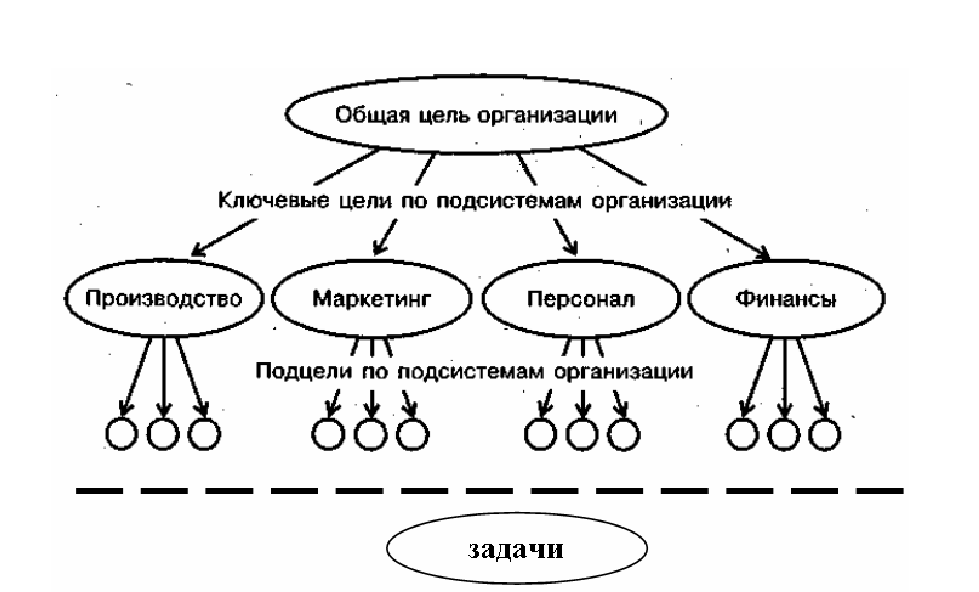 Общая цель организации
Ключевые цели по подсистемам организации
Производство
Маркетинг
Персонал
Финансы
Подцели по подсистемам организации
задачи